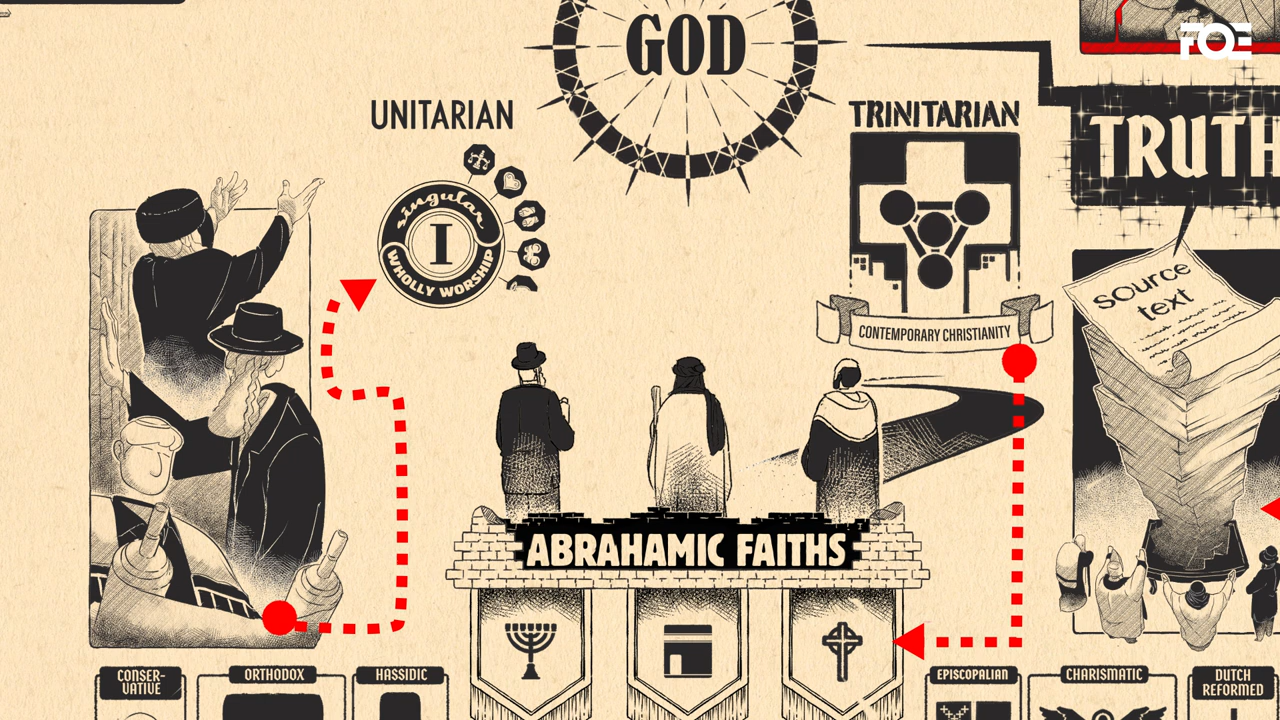 GOD
FOE
UNITARIAN
TRINITARIAN
TRUTH
singular
I
WHOLLY WORSHIP
source
text
CONTEMPORARY CHRISTIANITY
ABRAHAMIC FAITHS
CONSER-
VATIVE
ORTHODOX
HASSIDIC
EPISCOPALIAN
CHARISMATIC
DUTCH
REFORMED